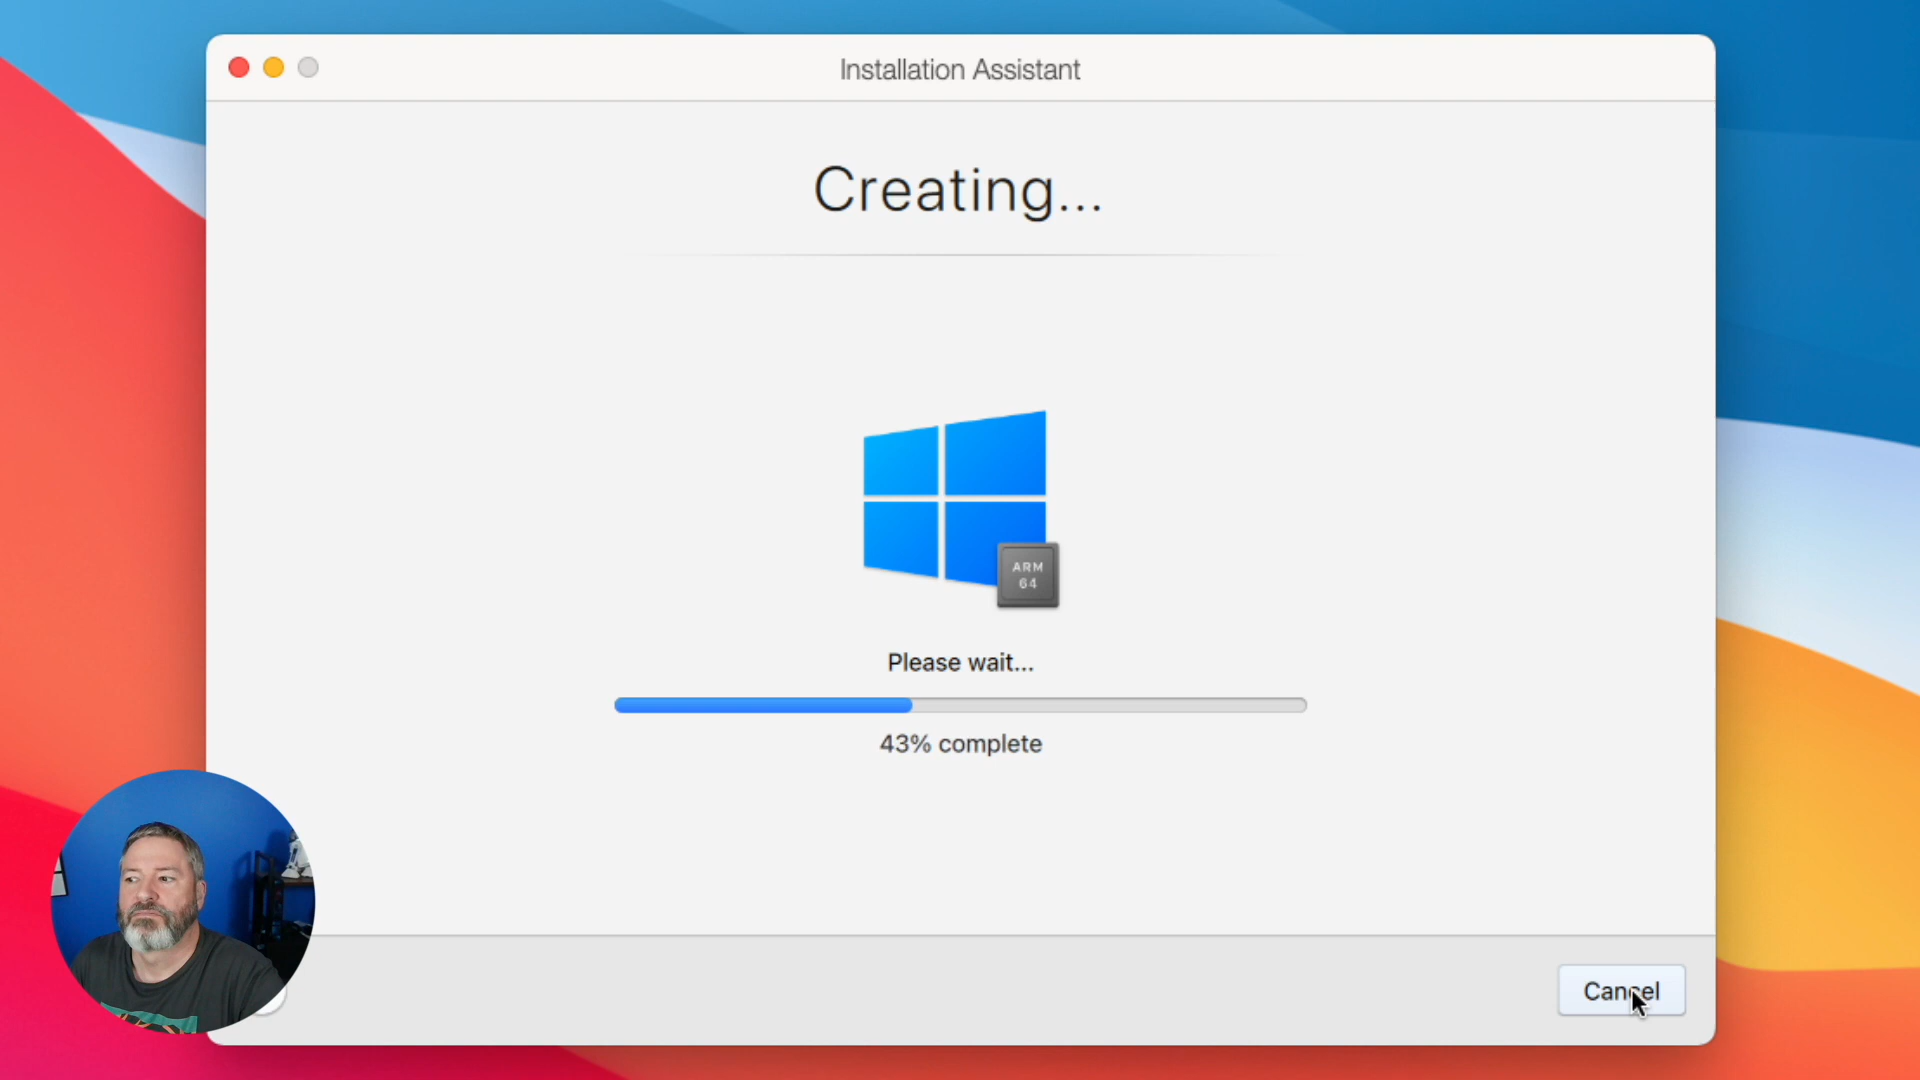 Installation Assistant
Creating...
ARM
64
Please wait...
43% complete
Cancel